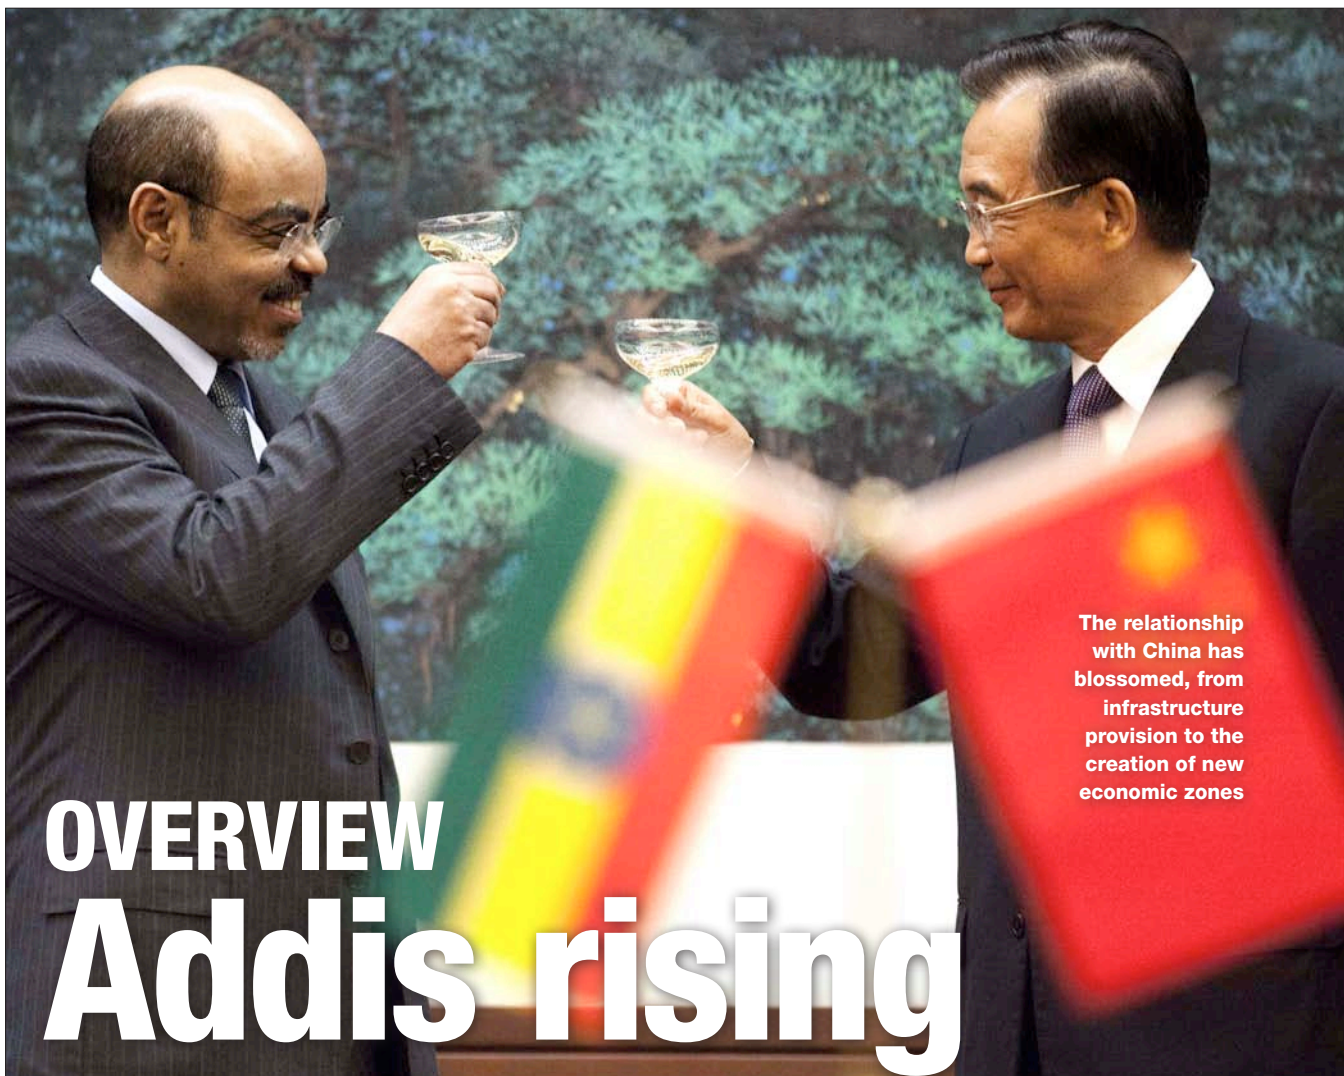 The relationship
with China has
blossomed, from
infrastructure
provision to the
creation of new
economic zones
OVERVIEW
Addis rising